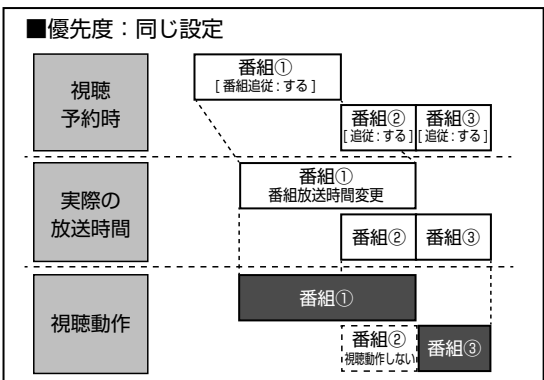 ■優先度：同じ設定
視聴
予約時
番組①
[ 番組追従：する ]
番組② 番組③
[ 追従：する ] [ 追従：する ]
実際の
放送時間
番組①
番組放送時間変更
番組② 番組③
視聴動作
番組①
番組②
視聴動作しない
番組③